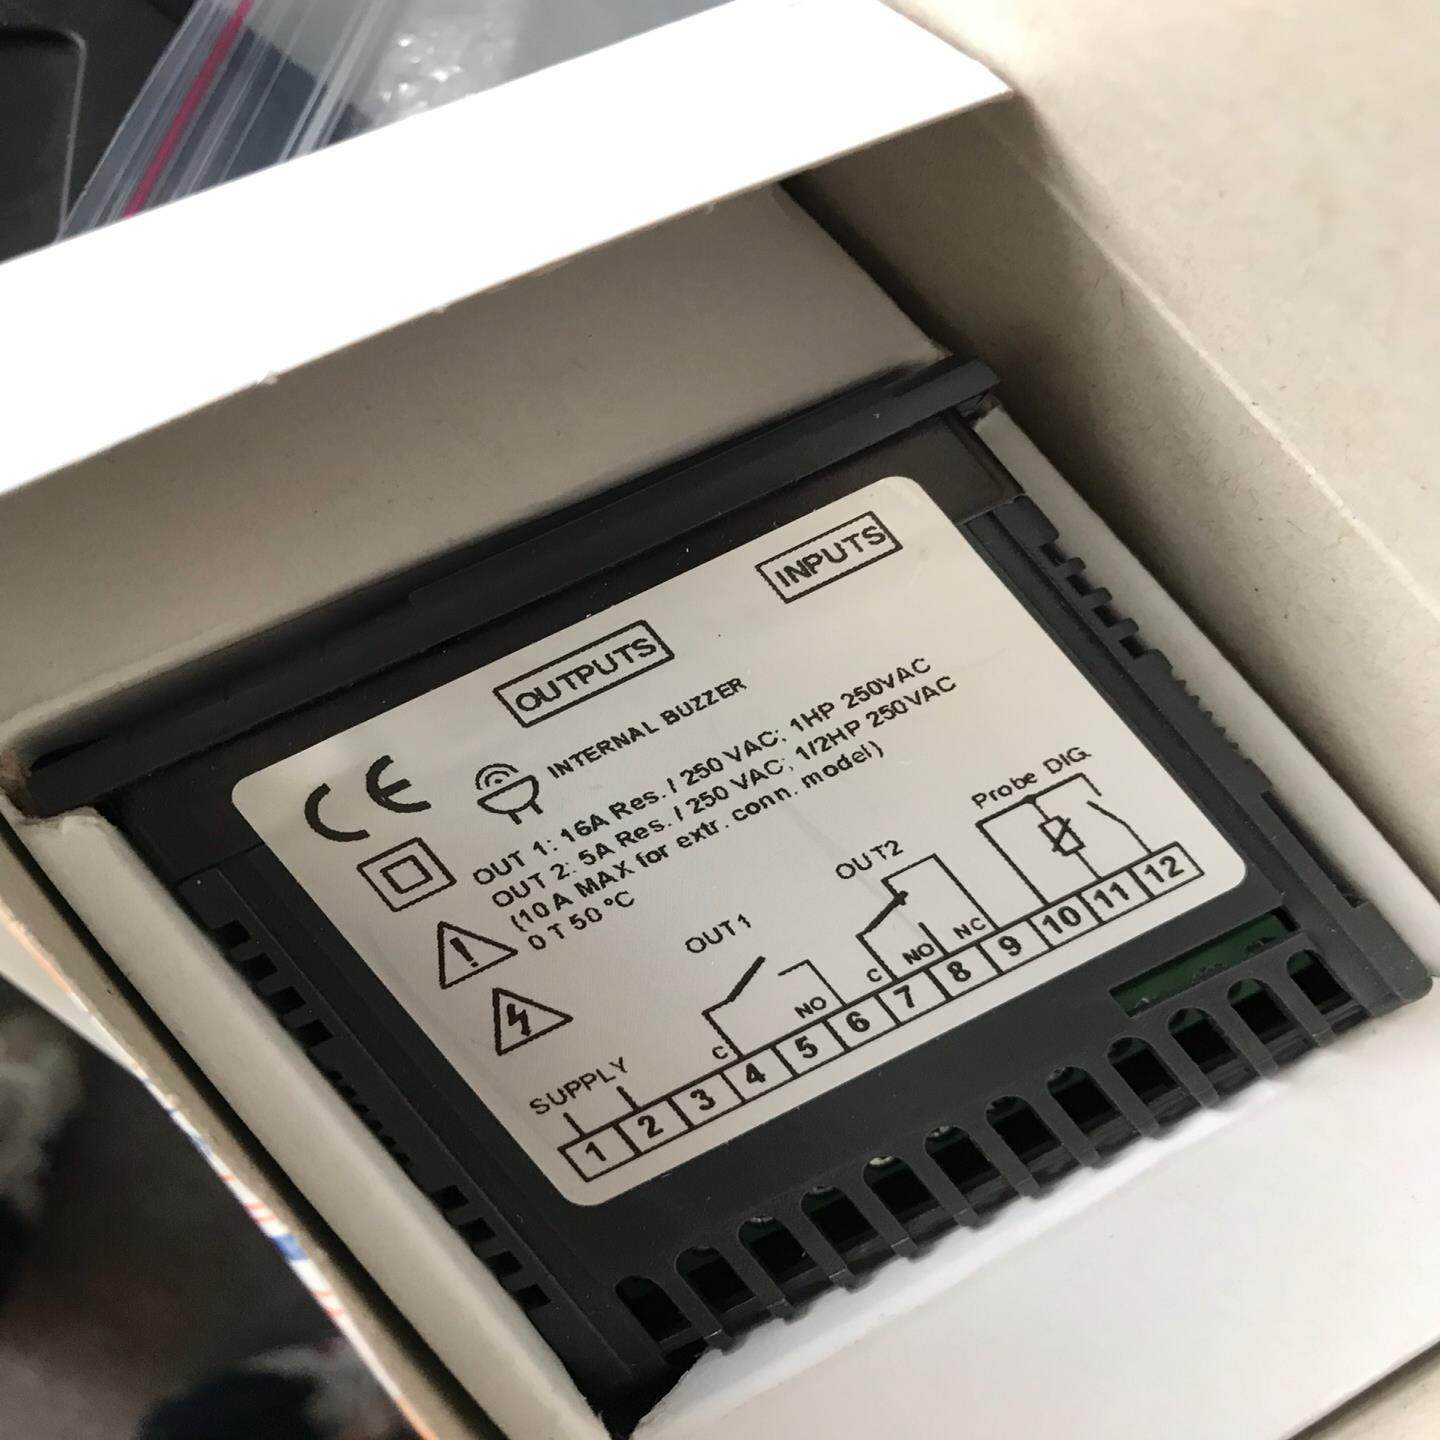 INPUTS
OUTPUTS
CE
INTERNAL BUZZER
OUT 1: 16A Res. / 250 VAC; 1HP 250VAC
OUT 2: 5A Res. / 250 VAC; 1/2HP 250VAC
(10 A MAX for extr. conn. model)
0 T 50 °C
Probe DIG.
OUT2
OUT1
C NO NC
C NO
SUPPLY
1 2 3 4 5 6 7 8 9 10 11 12